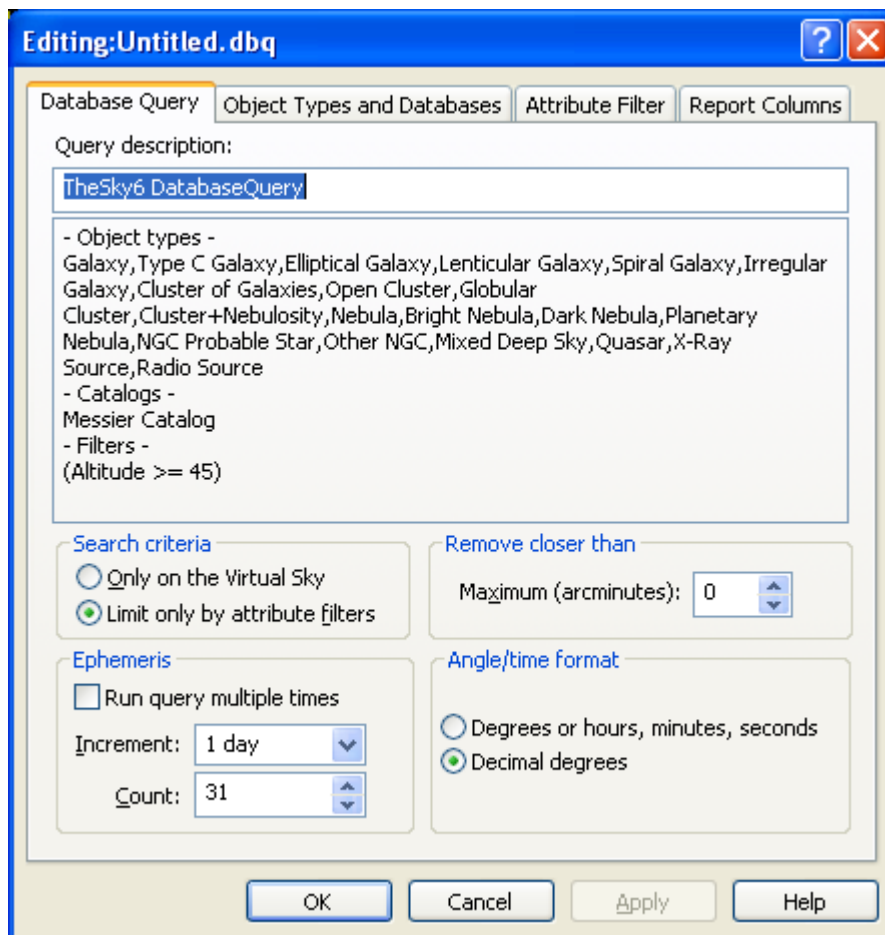 Editing:Untitled.dbq
Database Query
Object Types and Databases
Attribute Filter
Report Columns
Query description:
TheSky6 DatabaseQuery
- Object types -
Galaxy,Type C Galaxy,Elliptical Galaxy,Lenticular Galaxy,Spiral Galaxy,Irregular
Galaxy,Cluster of Galaxies,Open Cluster,Globular
Cluster,Cluster+Nebulosity,Nebula,Bright Nebula,Dark Nebula,Planetary
Nebula,NGC Probable Star,Other NGC,Mixed Deep Sky,Quasar,X-Ray
Source,Radio Source
- Catalogs -
Messier Catalog
- Filters -
(Altitude >= 45)
Search criteria
Only on the Virtual Sky
Limit only by attribute filters
Remove closer than
Maximum (arcminutes): 0
Ephemeris
Run query multiple times
Increment: 1 day
Count: 31
Angle/time format
Degrees or hours, minutes, seconds
Decimal degrees
OK
Cancel
Apply
Help